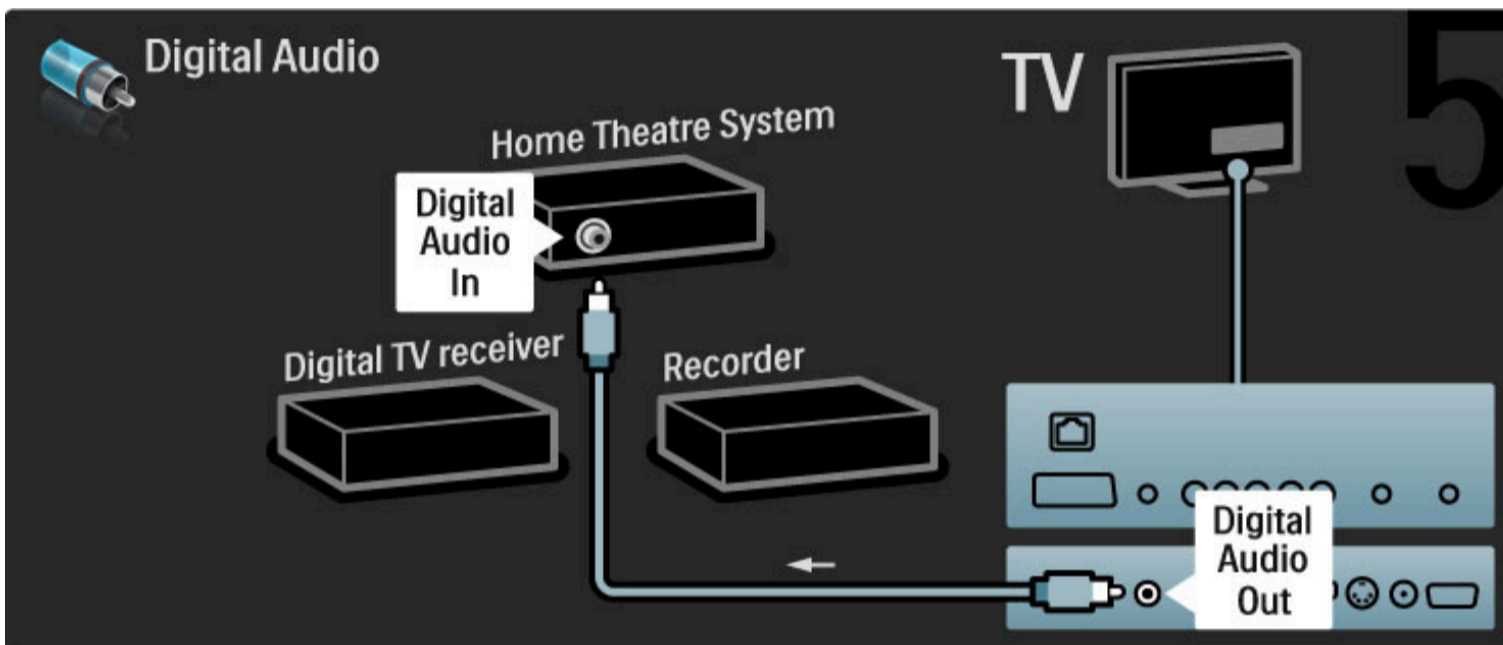 Digital Audio
TV
5
Home Theatre System
Digital
Audio
In
Digital TV receiver
Recorder
Digital
Audio
Out